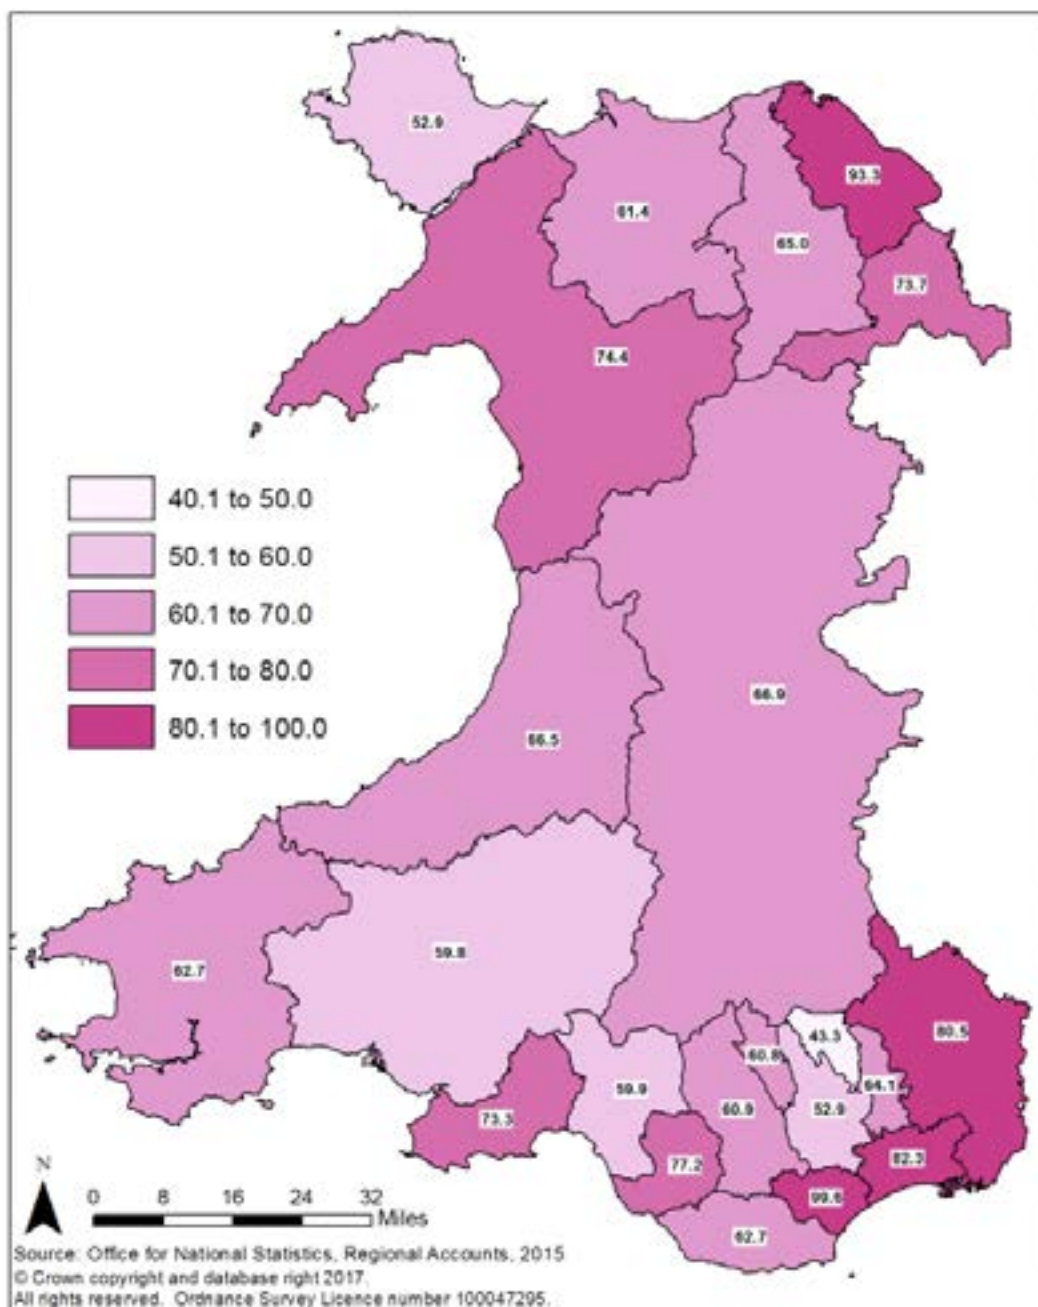 52.9
93.3
61.4
65.0
73.7
74.4
40.1 to 50.0
50.1 to 60.0
60.1 to 70.0
70.1 to 80.0
80.1 to 100.0
66.9
66.5
59.8
62.7
43.3
80.5
60.8
59.9
64.1
60.9
52.9
73.3
77.2
82.3
99.6
62.7
N
0 8 16 24 32
Miles
Source: Office for National Statistics, Regional Accounts, 2015
© Crown copyright and database right 2017.
All rights reserved. Ordnance Survey Licence number 100047295.